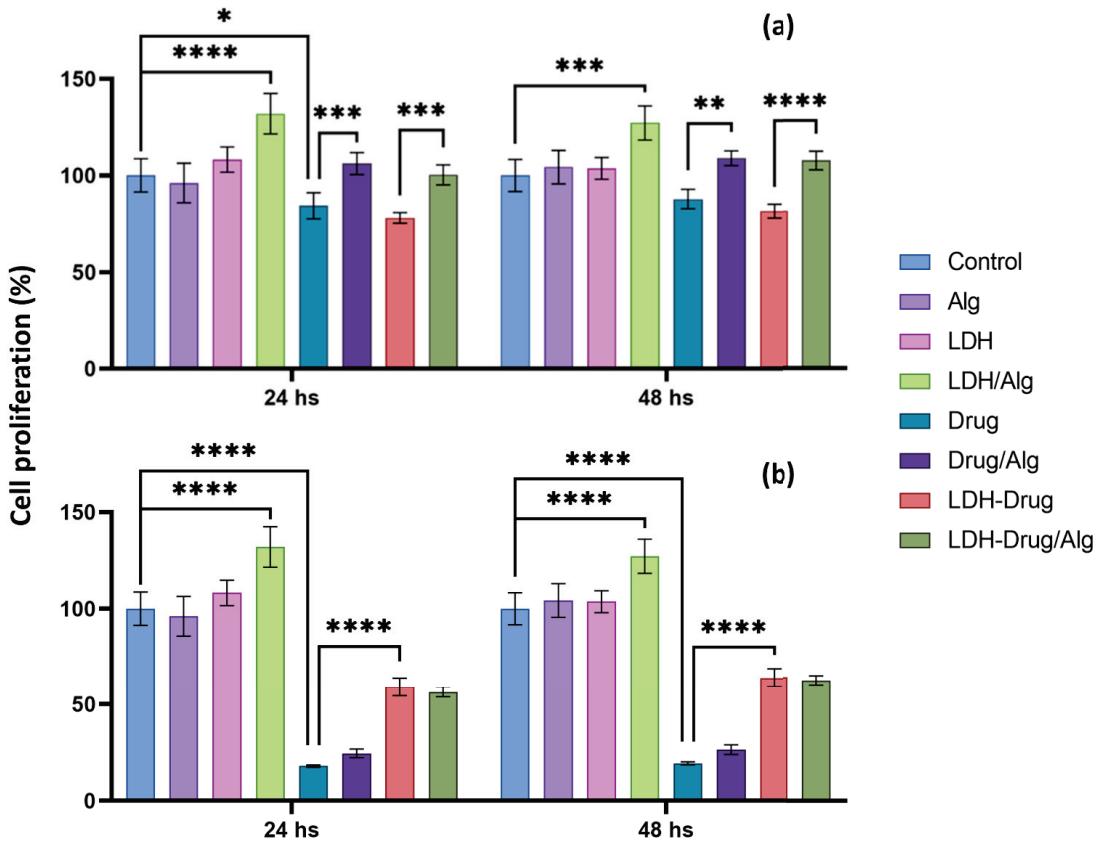 (a)
*
****
***
***
***
**
****
150
100
50
0
24 hs
48 hs
Cell proliferation (%)
(b)
****
****
****
****
****
****
150
100
50
0
24 hs
48 hs
Control
Alg
LDH
LDH/Alg
Drug
Drug/Alg
LDH-Drug
LDH-Drug/Alg